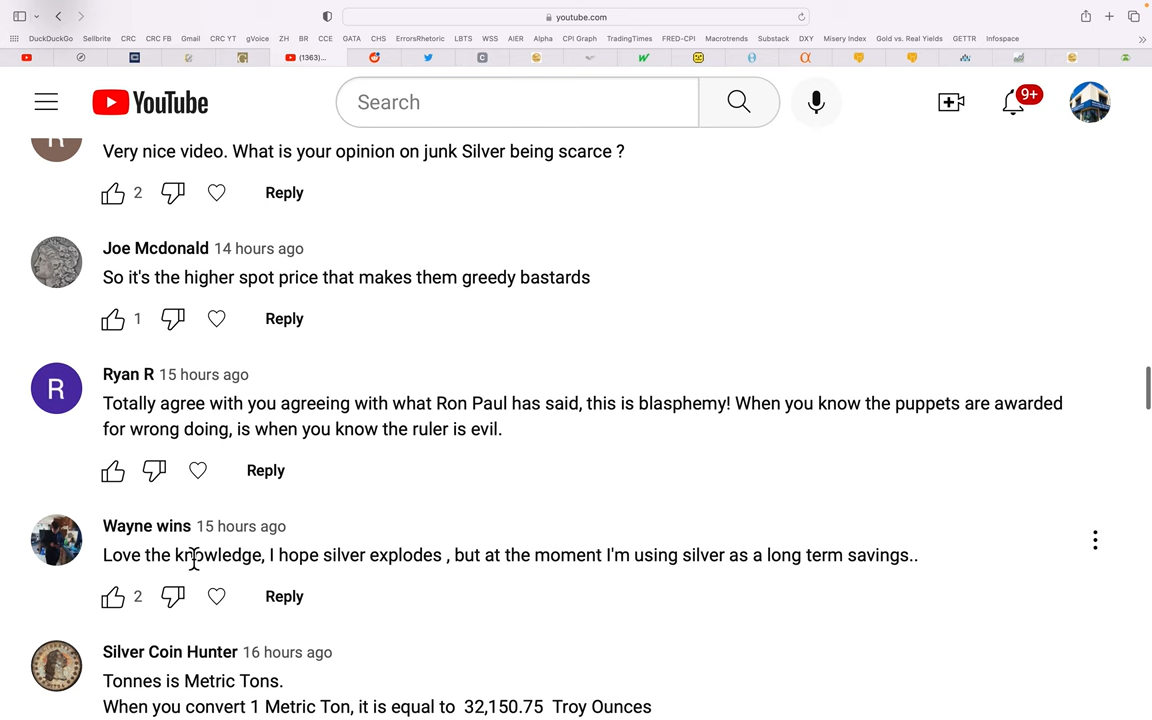 youtube.com
DuckDuckGo Sellbrite CRC CRC FB Gmail CRC YT gVoice ZH BR CCE GATA CHS ErrorsRhetoric LBTS WSS AIER Alpha CPI Graph TradingTimes FRED-CPI Macrotrends Substack DXY Misery Index Gold vs. Real Yields GETTR Infospace
(1363)...
YouTube
Search
9+
R
Very nice video. What is your opinion on junk Silver being scarce ?
2 Reply
Joe Mcdonald 14 hours ago
So it's the higher spot price that makes them greedy bastards
1 Reply
R
Ryan R 15 hours ago
Totally agree with you agreeing with what Ron Paul has said, this is blasphemy! When you know the puppets are awarded
for wrong doing, is when you know the ruler is evil.
Reply
Wayne wins 15 hours ago
Love the knowledge, I hope silver explodes , but at the moment I'm using silver as a long term savings..
2 Reply
Silver Coin Hunter 16 hours ago
Tonnes is Metric Tons.
When you convert 1 Metric Ton, it is equal to 32,150.75 Troy Ounces